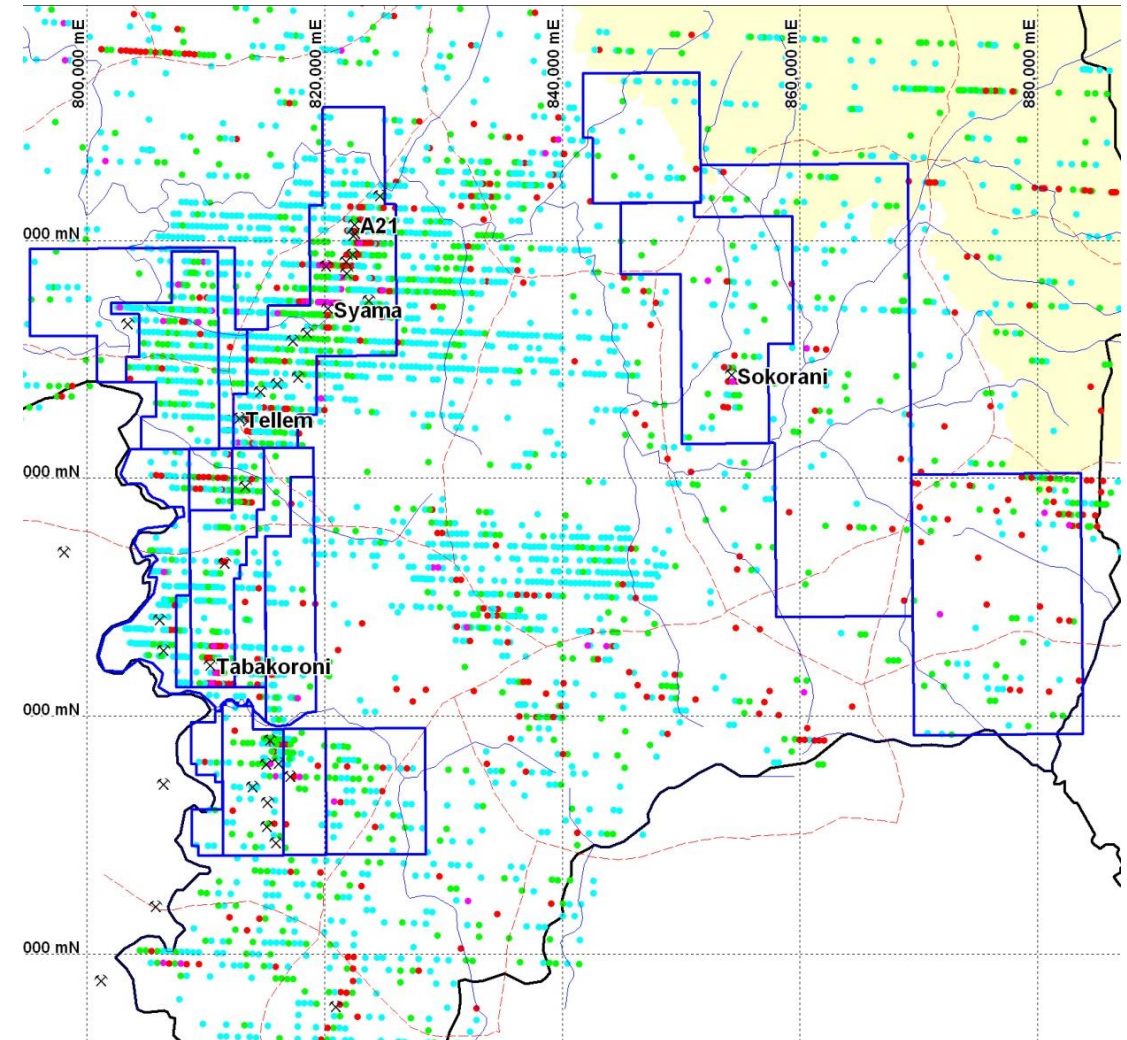 800,000 mE
820,000 mE
840,000 mE
860,000 mE
880,000 mE
000 mN
A21
Syama
Sokorani
Tellem
000 mN
Tabakoroni
000 mN
000 mN